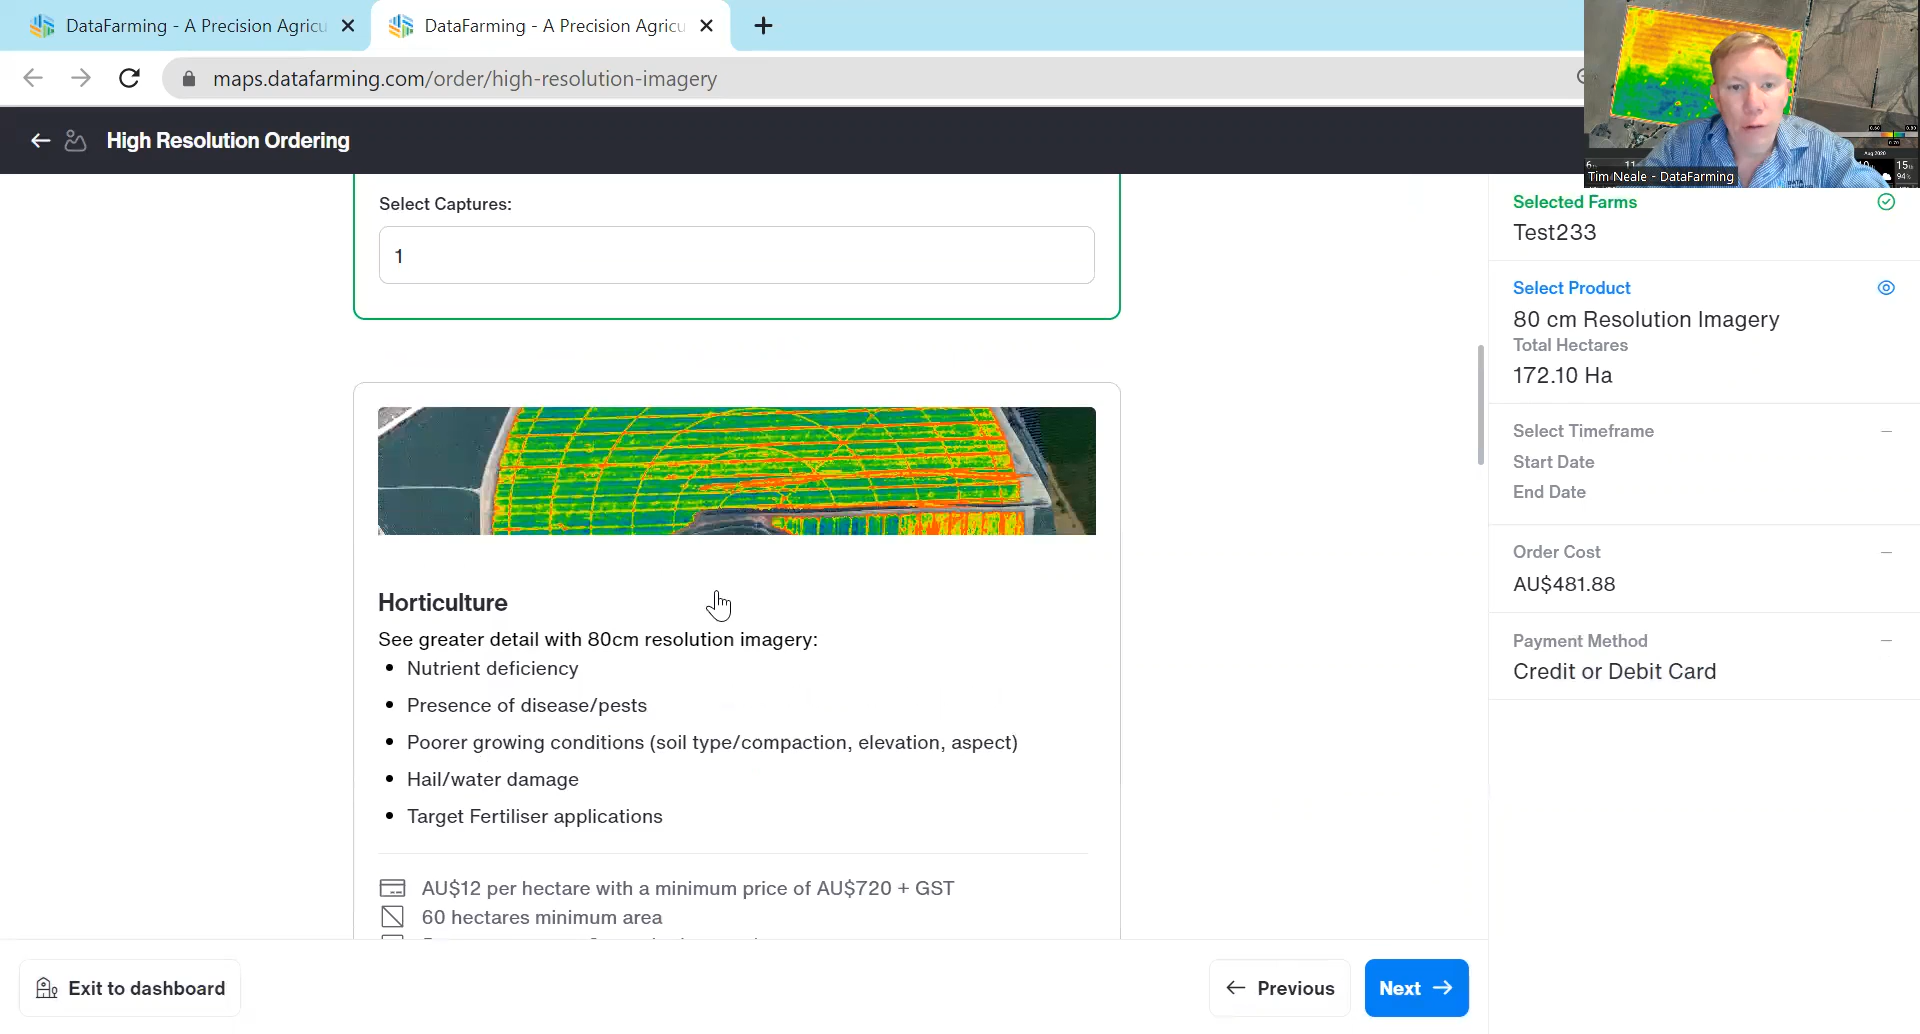 DataFarming - A Precision Agricu
DataFarming - A Precision Agricu
maps.datafarming.com/order/high-resolution-imagery
High Resolution Ordering
Tim Neale - DataFarming
Select Captures:
1
Horticulture
See greater detail with 80cm resolution imagery:
Nutrient deficiency
Presence of disease/pests
Poorer growing conditions (soil type/compaction, elevation, aspect)
Hail/water damage
Target Fertiliser applications
AU$12 per hectare with a minimum price of AU$720 + GST
60 hectares minimum area
Selected Farms
Test233
Select Product
80 cm Resolution Imagery
Total Hectares
172.10 Ha
Select Timeframe
Start Date
End Date
Order Cost
AU$481.88
Payment Method
Credit or Debit Card
Exit to dashboard
Previous
Next